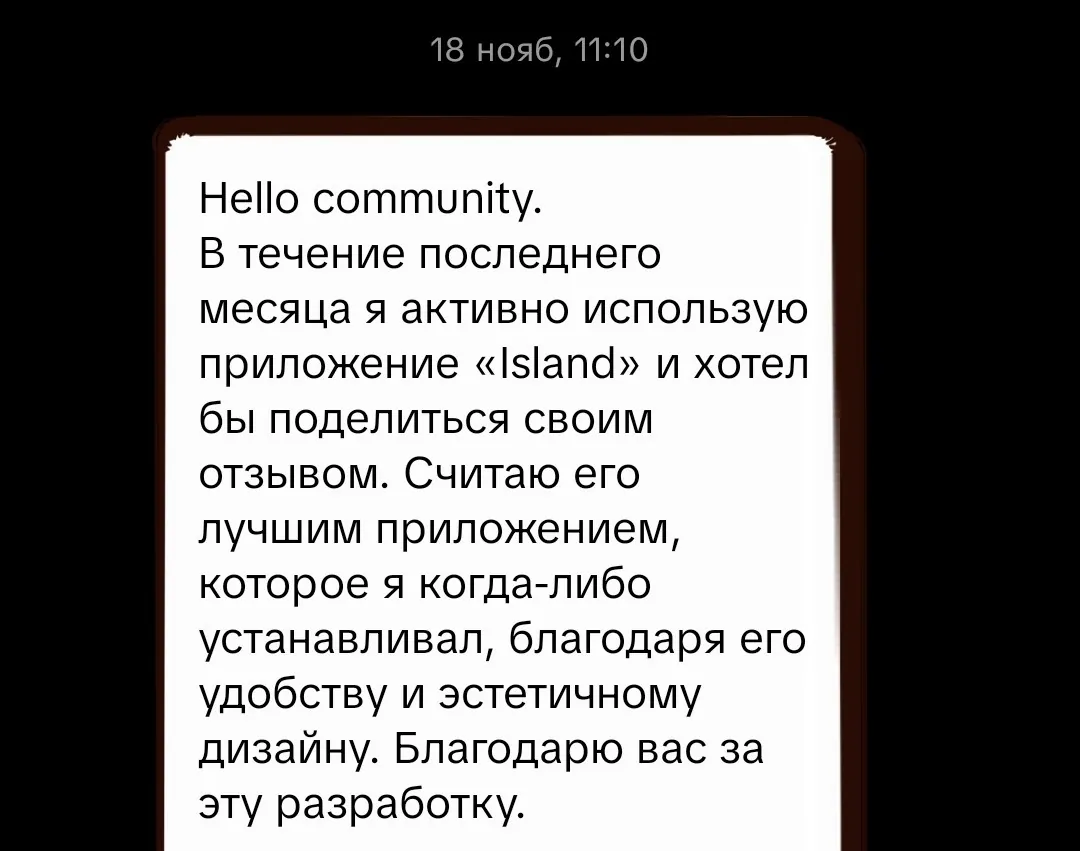 18 нояб, 11:10
Hello community.
В течение последнего
месяца я активно использую
приложение «Island» и хотел
бы поделиться своим
отзывом. Считаю его
лучшим приложением,
которое я когда-либо
устанавливал, благодаря его
удобству и эстетичному
дизайну. Благодарю вас за
эту разработку.